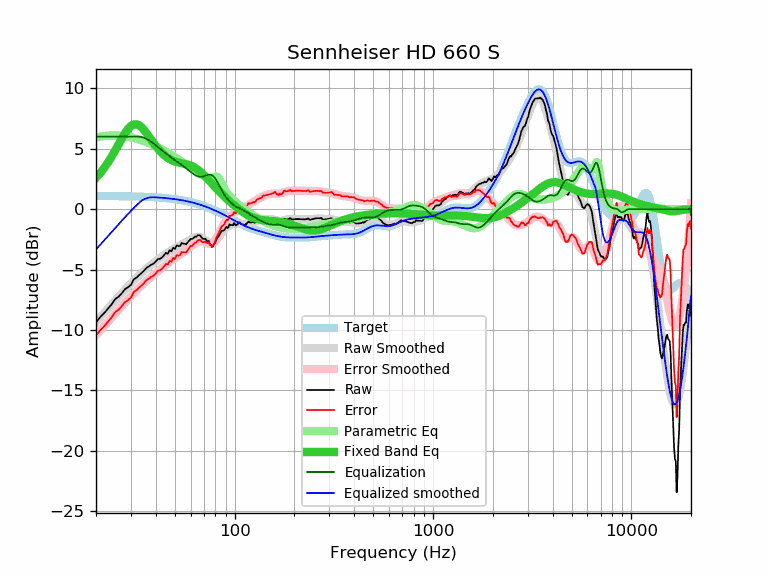 Sennheiser HD 660 S
Amplitude (dBr)
10
5
0
−5
−10
−15
−20
−25
Target
Raw Smoothed
Error Smoothed
Raw
Error
Parametric Eq
Fixed Band Eq
Equalization
Equalized smoothed
100 1000 10000
Frequency (Hz)